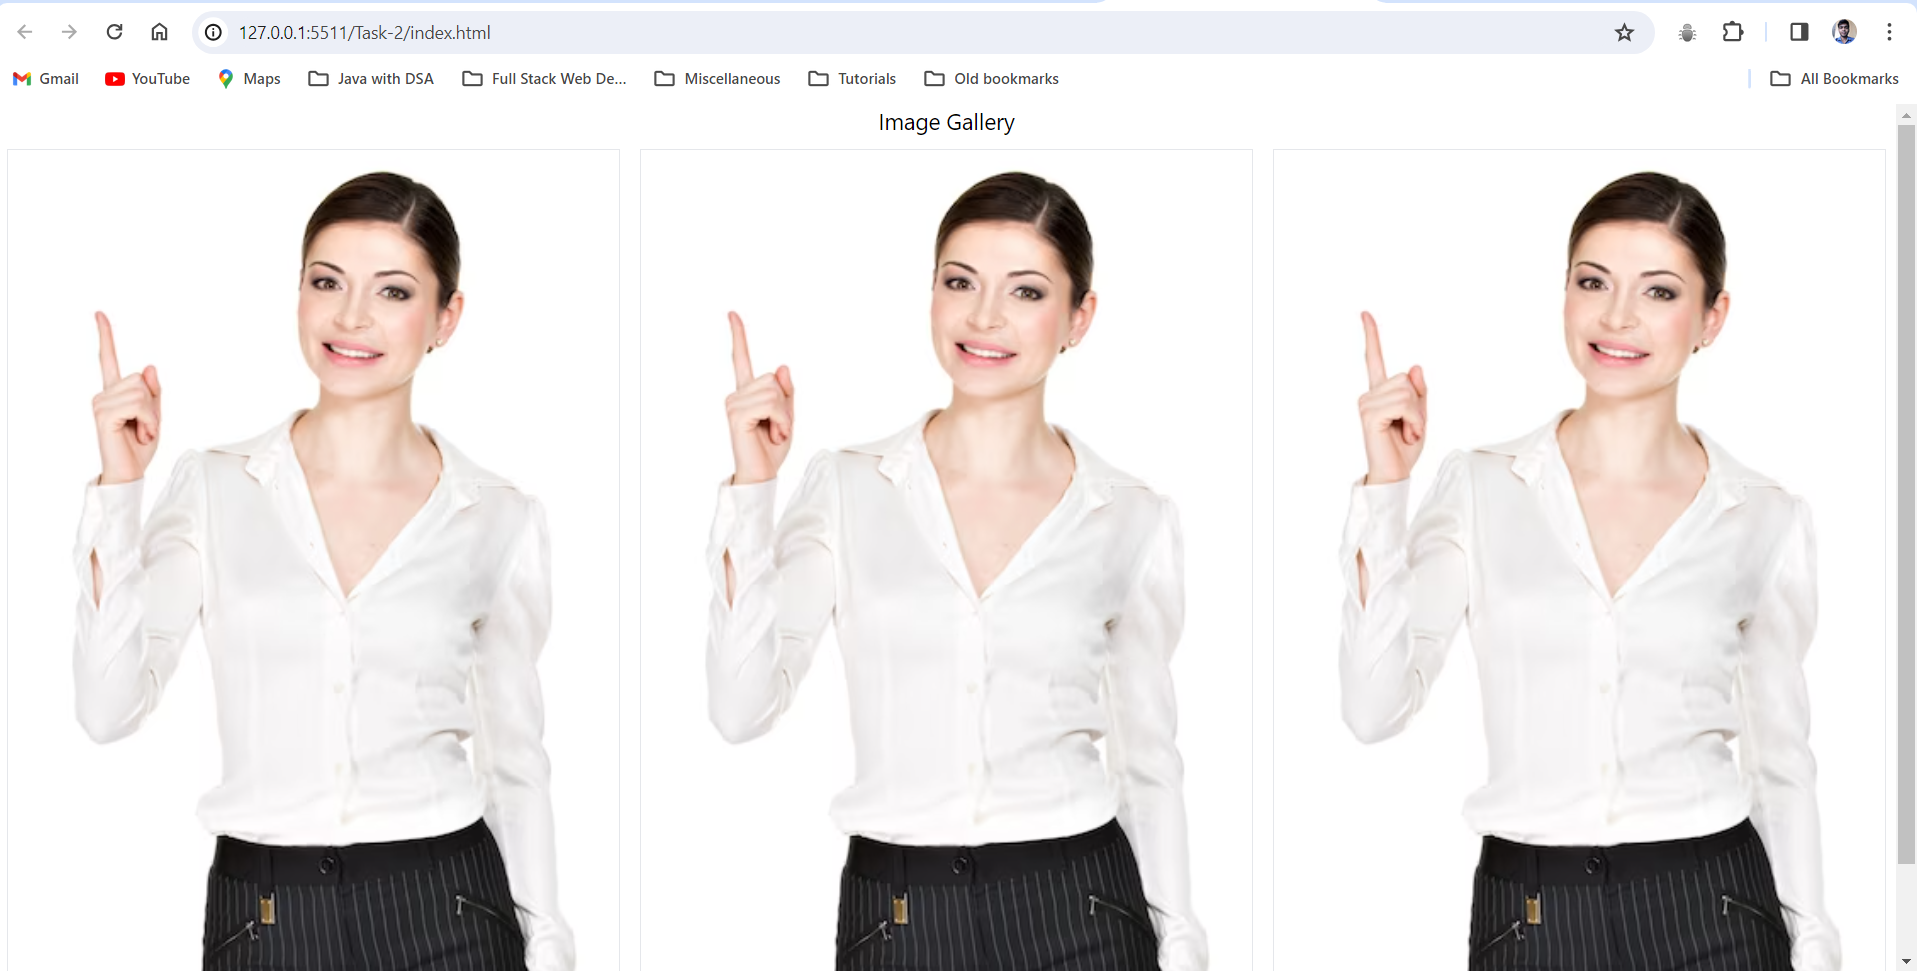 127.0.0.1:5511/Task-2/index.html
Gmail YouTube Maps Java with DSA Full Stack Web De... Miscellaneous Tutorials Old bookmarks All Bookmarks
Image Gallery